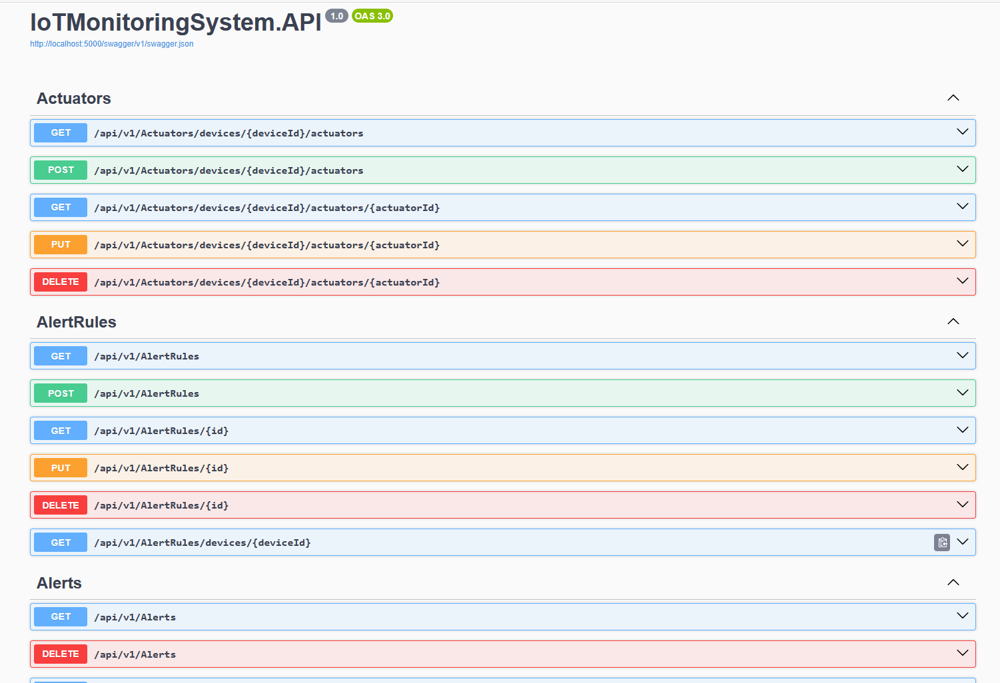 IoTMonitoringSystem.API 1.0 OAS 3.0
http://localhost:5000/swagger/v1/swagger.json
Actuators
GET /api/v1/Actuators/devices/{deviceId}/actuators
POST /api/v1/Actuators/devices/{deviceId}/actuators
GET /api/v1/Actuators/devices/{deviceId}/actuators/{actuatorId}
PUT /api/v1/Actuators/devices/{deviceId}/actuators/{actuatorId}
DELETE /api/v1/Actuators/devices/{deviceId}/actuators/{actuatorId}
AlertRules
GET /api/v1/AlertRules
POST /api/v1/AlertRules
GET /api/v1/AlertRules/{id}
PUT /api/v1/AlertRules/{id}
DELETE /api/v1/AlertRules/{id}
GET /api/v1/AlertRules/devices/{deviceId}
Alerts
GET /api/v1/Alerts
DELETE /api/v1/Alerts